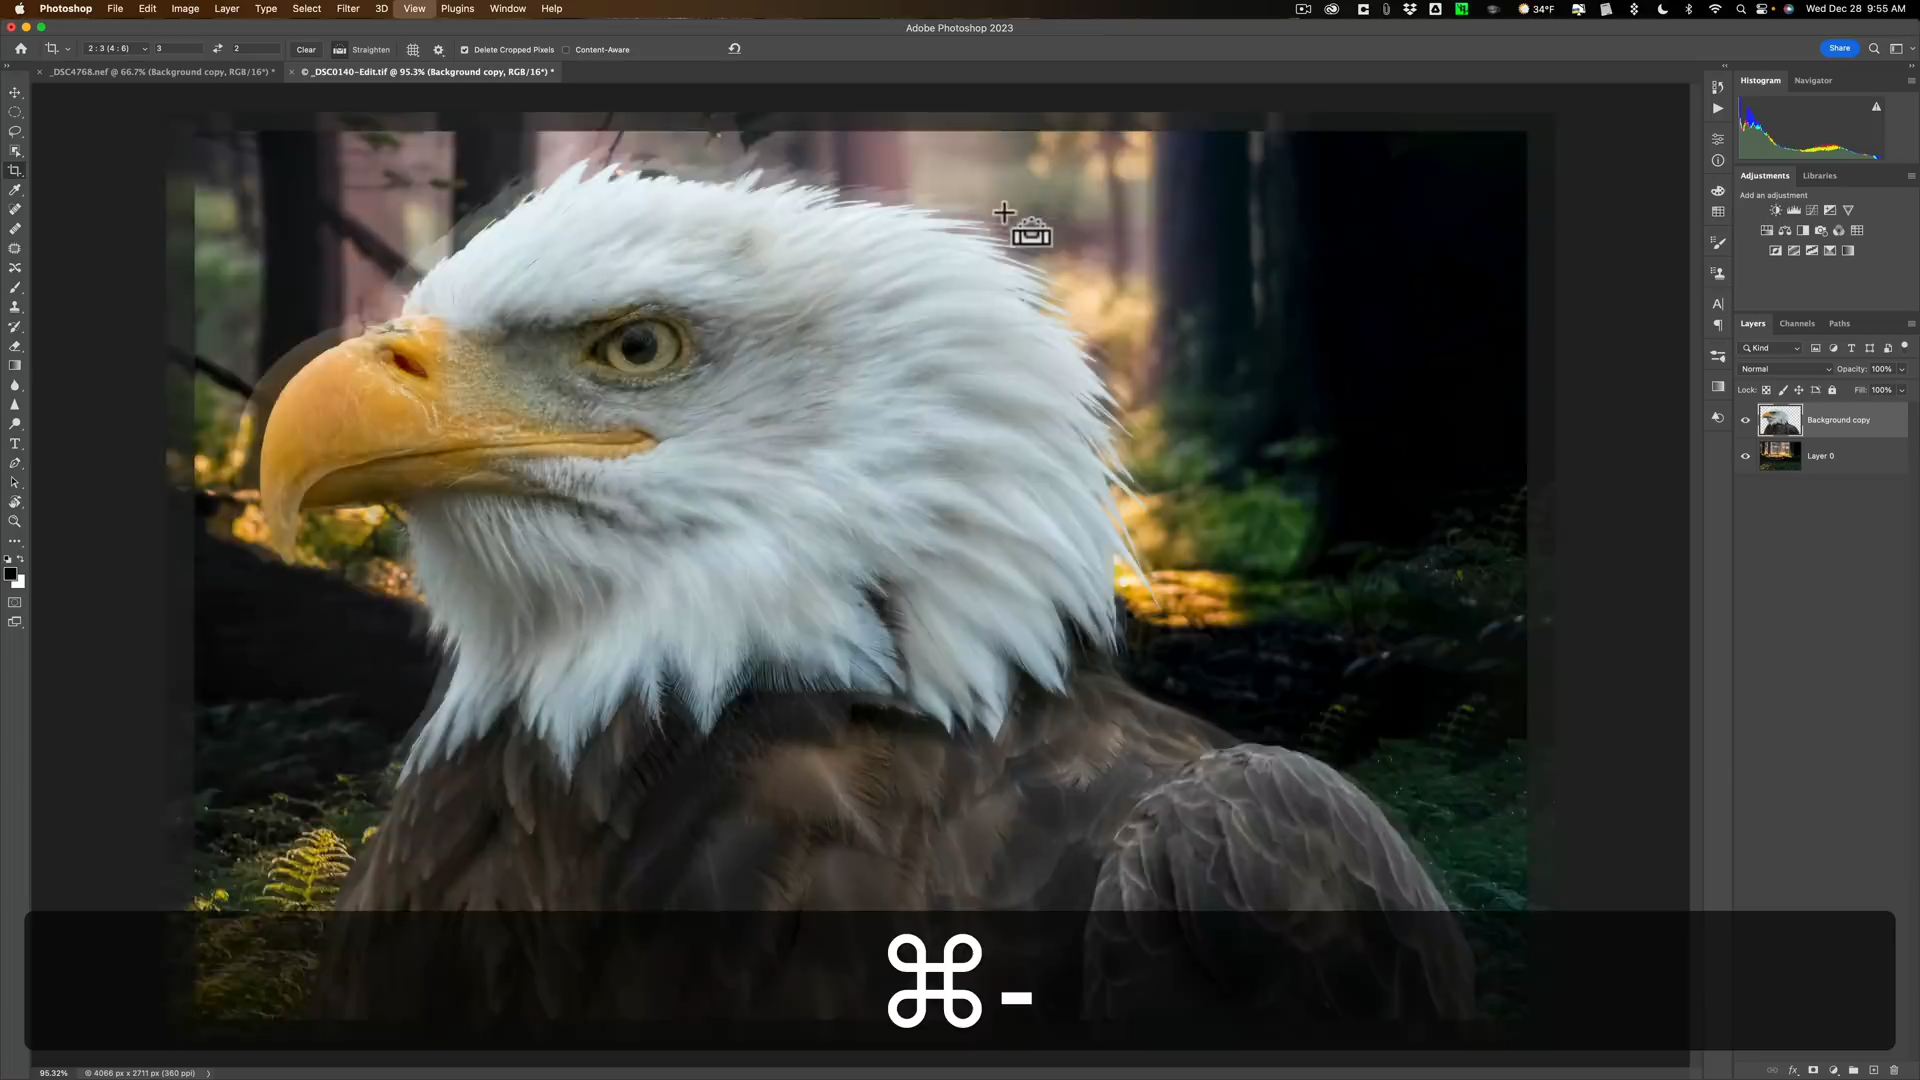 Photoshop File Edit Image Layer Type Select Filter 3D View Plugins Window Help 34°F Wed Dec 28 9:55 AM
Adobe Photoshop 2023
2 : 3 (4 : 6) 3 2 Clear Straighten Delete Cropped Pixels Content-Aware Share
_DSC4768.nef @ 66.7% (Background copy, RGB/16*) * © _DSC0140-Edit.tif @ 95.3% (Background copy, RGB/16*) *
Histogram Navigator
Adjustments Libraries
Add an adjustment
Layers Channels Paths
Kind
Normal Opacity: 100%
Lock: Fill: 100%
Background copy
Layer 0
⌘-
95.32% 4066 px x 2711 px (360 ppi)